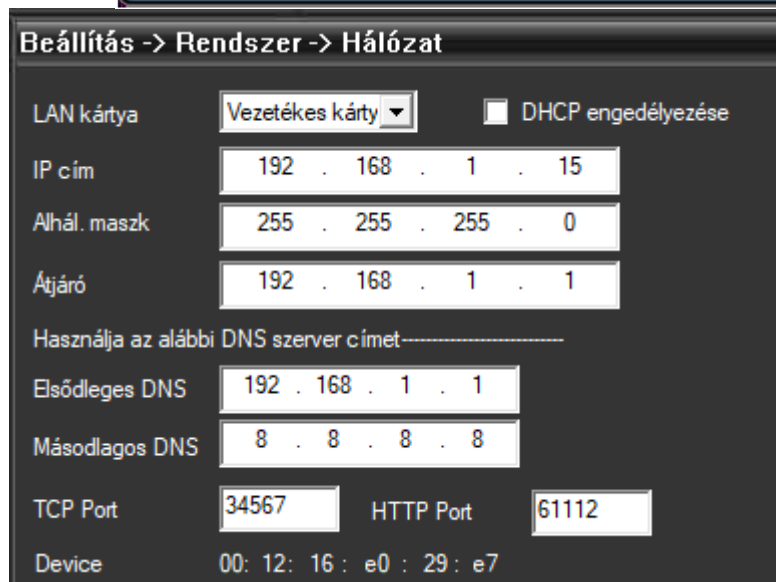 Beállítás -> Rendszer -> Hálózat
LAN kártya Vezetékes kárty DHCP engedélyezése
IP cím 192 . 168 . 1 . 15
Alhál. maszk 255 . 255 . 255 . 0
Átjáró 192 . 168 . 1 . 1
Használja az alábbi DNS szerver címet---------------------------
Elsődleges DNS 192 . 168 . 1 . 1
Másodlagos DNS 8 . 8 . 8 . 8
TCP Port 34567 HTTP Port 61112
Device 00: 12: 16 : e0 : 29 : e7